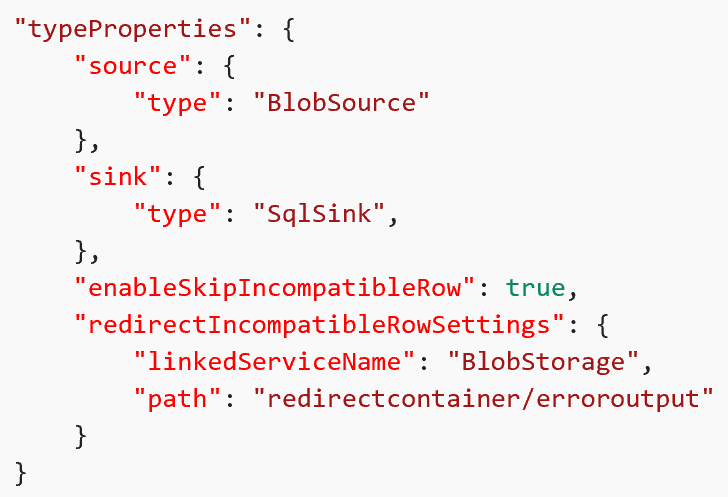 "typeProperties": {
    "source": {
        "type": "BlobSource"
    },
    "sink": {
        "type": "SqlSink",
    },
    "enableSkipIncompatibleRow": true,
    "redirectIncompatibleRowSettings": {
        "linkedServiceName": "BlobStorage",
        "path": "redirectcontainer/erroroutput"
    }
}